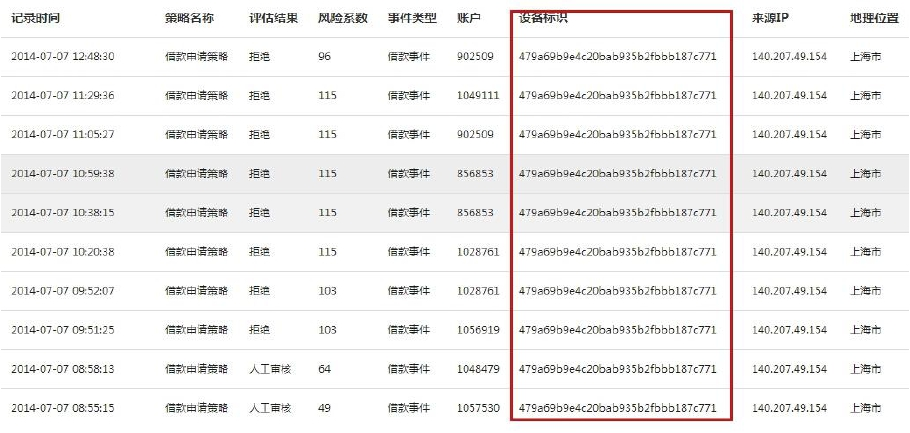 记录时间 策略名称 评估结果 风险系数 事件类型 账户 设备标识 来源IP 地理位置
2014-07-07 12:48:30 借款申请策略 拒绝 96 借款事件 902509 479a69b9e4c20bab935b2fbbb187c771 140.207.49.154 上海市
2014-07-07 11:29:36 借款申请策略 拒绝 115 借款事件 1049111 479a69b9e4c20bab935b2fbbb187c771 140.207.49.154 上海市
2014-07-07 11:05:27 借款申请策略 拒绝 115 借款事件 902509 479a69b9e4c20bab935b2fbbb187c771 140.207.49.154 上海市
2014-07-07 10:59:38 借款申请策略 拒绝 115 借款事件 856853 479a69b9e4c20bab935b2fbbb187c771 140.207.49.154 上海市
2014-07-07 10:38:15 借款申请策略 拒绝 115 借款事件 856853 479a69b9e4c20bab935b2fbbb187c771 140.207.49.154 上海市
2014-07-07 10:20:38 借款申请策略 拒绝 115 借款事件 1028761 479a69b9e4c20bab935b2fbbb187c771 140.207.49.154 上海市
2014-07-07 09:52:07 借款申请策略 拒绝 103 借款事件 1028761 479a69b9e4c20bab935b2fbbb187c771 140.207.49.154 上海市
2014-07-07 09:51:25 借款申请策略 拒绝 103 借款事件 1056919 479a69b9e4c20bab935b2fbbb187c771 140.207.49.154 上海市
2014-07-07 08:58:13 借款申请策略 人工审核 64 借款事件 1048479 479a69b9e4c20bab935b2fbbb187c771 140.207.49.154 上海市
2014-07-07 08:55:15 借款申请策略 人工审核 49 借款事件 1057530 479a69b9e4c20bab935b2fbbb187c771 140.207.49.154 上海市